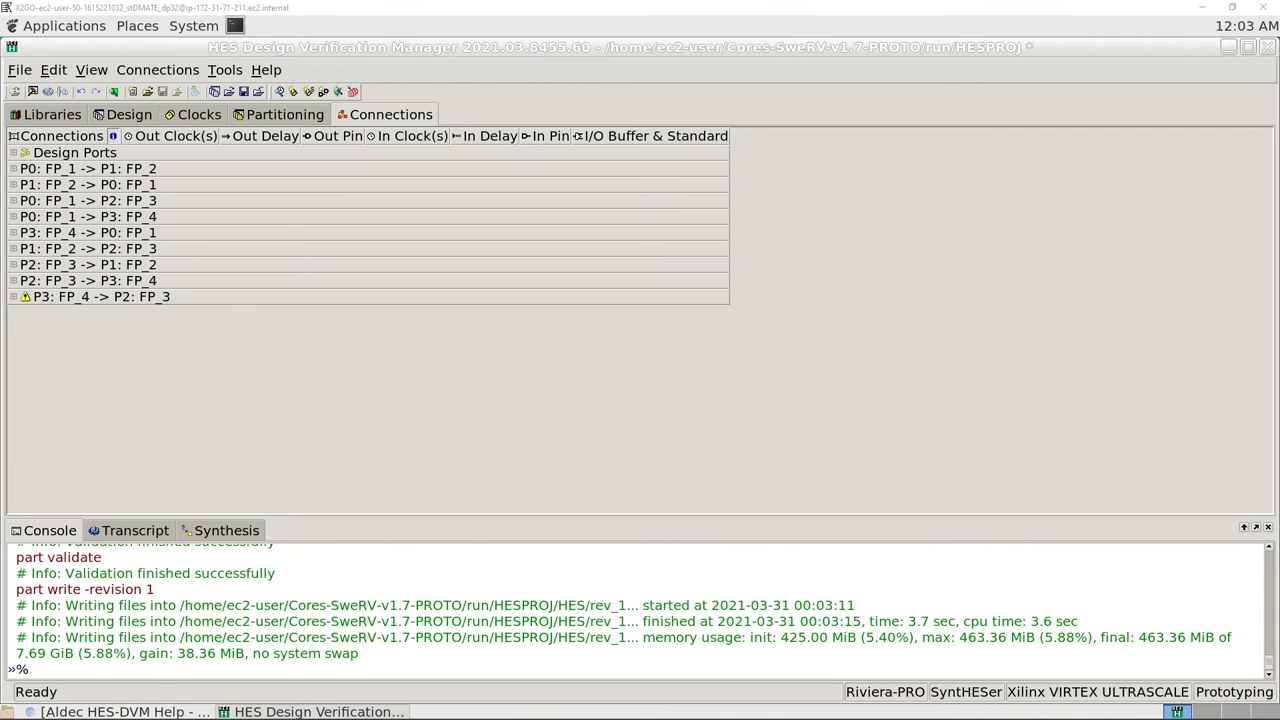 X2GO-ec2-user-50-1615221032_stDMATE_dp32@ip-172-31-71-211.ec2.internal
Applications Places System 12:03 AM
HES Design Verification Manager 2021.03.8455.60 - /home/ec2-user/Cores-SweRV-v1.7-PROTO/run/HESPROJ *
File Edit View Connections Tools Help
Libraries Design Clocks Partitioning Connections
Connections Out Clock(s) Out Delay Out Pin In Clock(s) In Delay In Pin I/O Buffer & Standard
Design Ports
P0: FP_1 -> P1: FP_2
P1: FP_2 -> P0: FP_1
P0: FP_1 -> P2: FP_3
P0: FP_1 -> P3: FP_4
P3: FP_4 -> P0: FP_1
P1: FP_2 -> P2: FP_3
P2: FP_3 -> P1: FP_2
P2: FP_3 -> P3: FP_4
P3: FP_4 -> P2: FP_3
Console Transcript Synthesis
# Info: Validation finished successfully
part validate
# Info: Validation finished successfully
part write -revision 1
# Info: Writing files into /home/ec2-user/Cores-SweRV-v1.7-PROTO/run/HESPROJ/HES/rev_1... started at 2021-03-31 00:03:11
# Info: Writing files into /home/ec2-user/Cores-SweRV-v1.7-PROTO/run/HESPROJ/HES/rev_1... finished at 2021-03-31 00:03:15, time: 3.7 sec, cpu time: 3.6 sec
# Info: Writing files into /home/ec2-user/Cores-SweRV-v1.7-PROTO/run/HESPROJ/HES/rev_1... memory usage: init: 425.00 MiB (5.40%), max: 463.36 MiB (5.88%), final: 463.36 MiB of
7.69 GiB (5.88%), gain: 38.36 MiB, no system swap
»%
Ready Riviera-PRO SyntHESer Xilinx VIRTEX ULTRASCALE Prototyping
[Aldec HES-DVM Help - ... HES Design Verification...